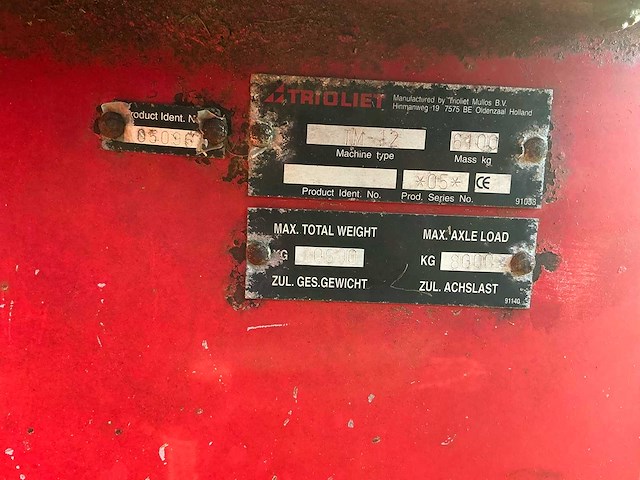 Product Ident. N
TRIOLIET
Manufactured by Trioliet Mullos B.V.
Hinmanweg 19 7575 BE Oldenzaal Holland
Machine type
Mass kg
Product Ident. No.
*05*
Prod. Series No.
CE
91033
MAX. TOTAL WEIGHT
MAX. AXLE LOAD
KG
KG
ZUL. GES.GEWICHT
ZUL. ACHSLAST
91140